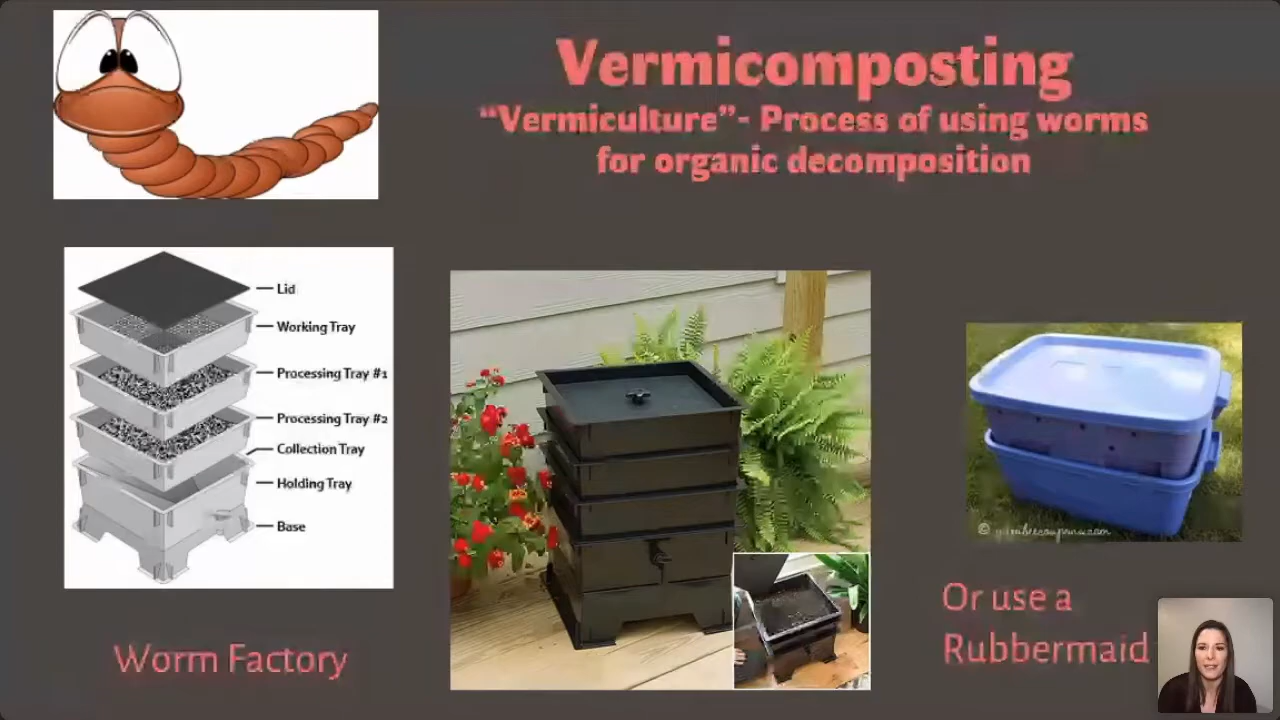 Vermicomposting
“Vermiculture”- Process of using worms
for organic decomposition
Lid
Working Tray
Processing Tray #1
Processing Tray #2
Collection Tray
Holding Tray
Base
Worm Factory
Or use a
Rubbermaid